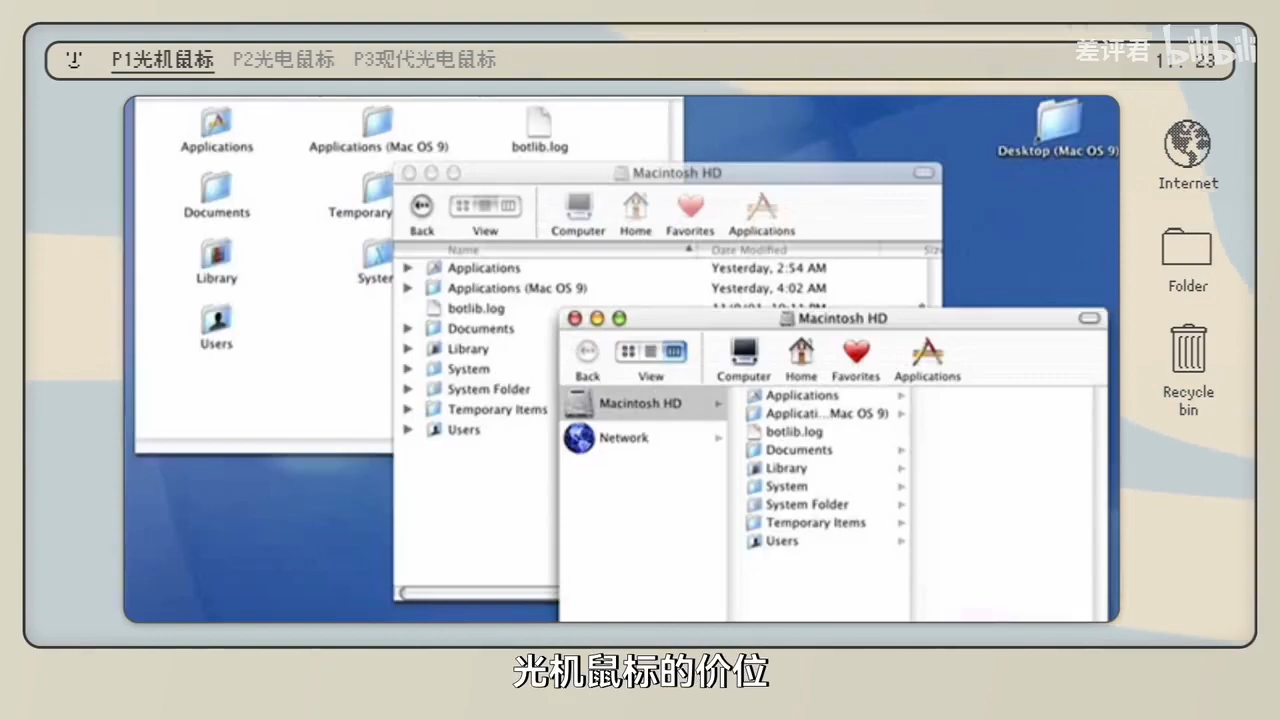 P1光机鼠标 P2光电鼠标 P3现代光电鼠标
差评君 bilibili
11:23
Applications
Applications (Mac OS 9)
botlib.log
Desktop (Mac OS 9)
Documents
Temporary
Library
Users
Macintosh HD
Back View Computer Home Favorites Applications
Name Date Modified Size
Applications Yesterday, 2:54 AM
Applications (Mac OS 9) Yesterday, 4:02 AM
botlib.log
Documents
Library
System
System Folder
Temporary Items
Users
Macintosh HD
Back View Computer Home Favorites Applications
Macintosh HD
Network
Applications
Applicati...Mac OS 9)
botlib.log
Documents
Library
System
System Folder
Temporary Items
Users
Internet
Folder
Recycle
bin
光机鼠标的价位